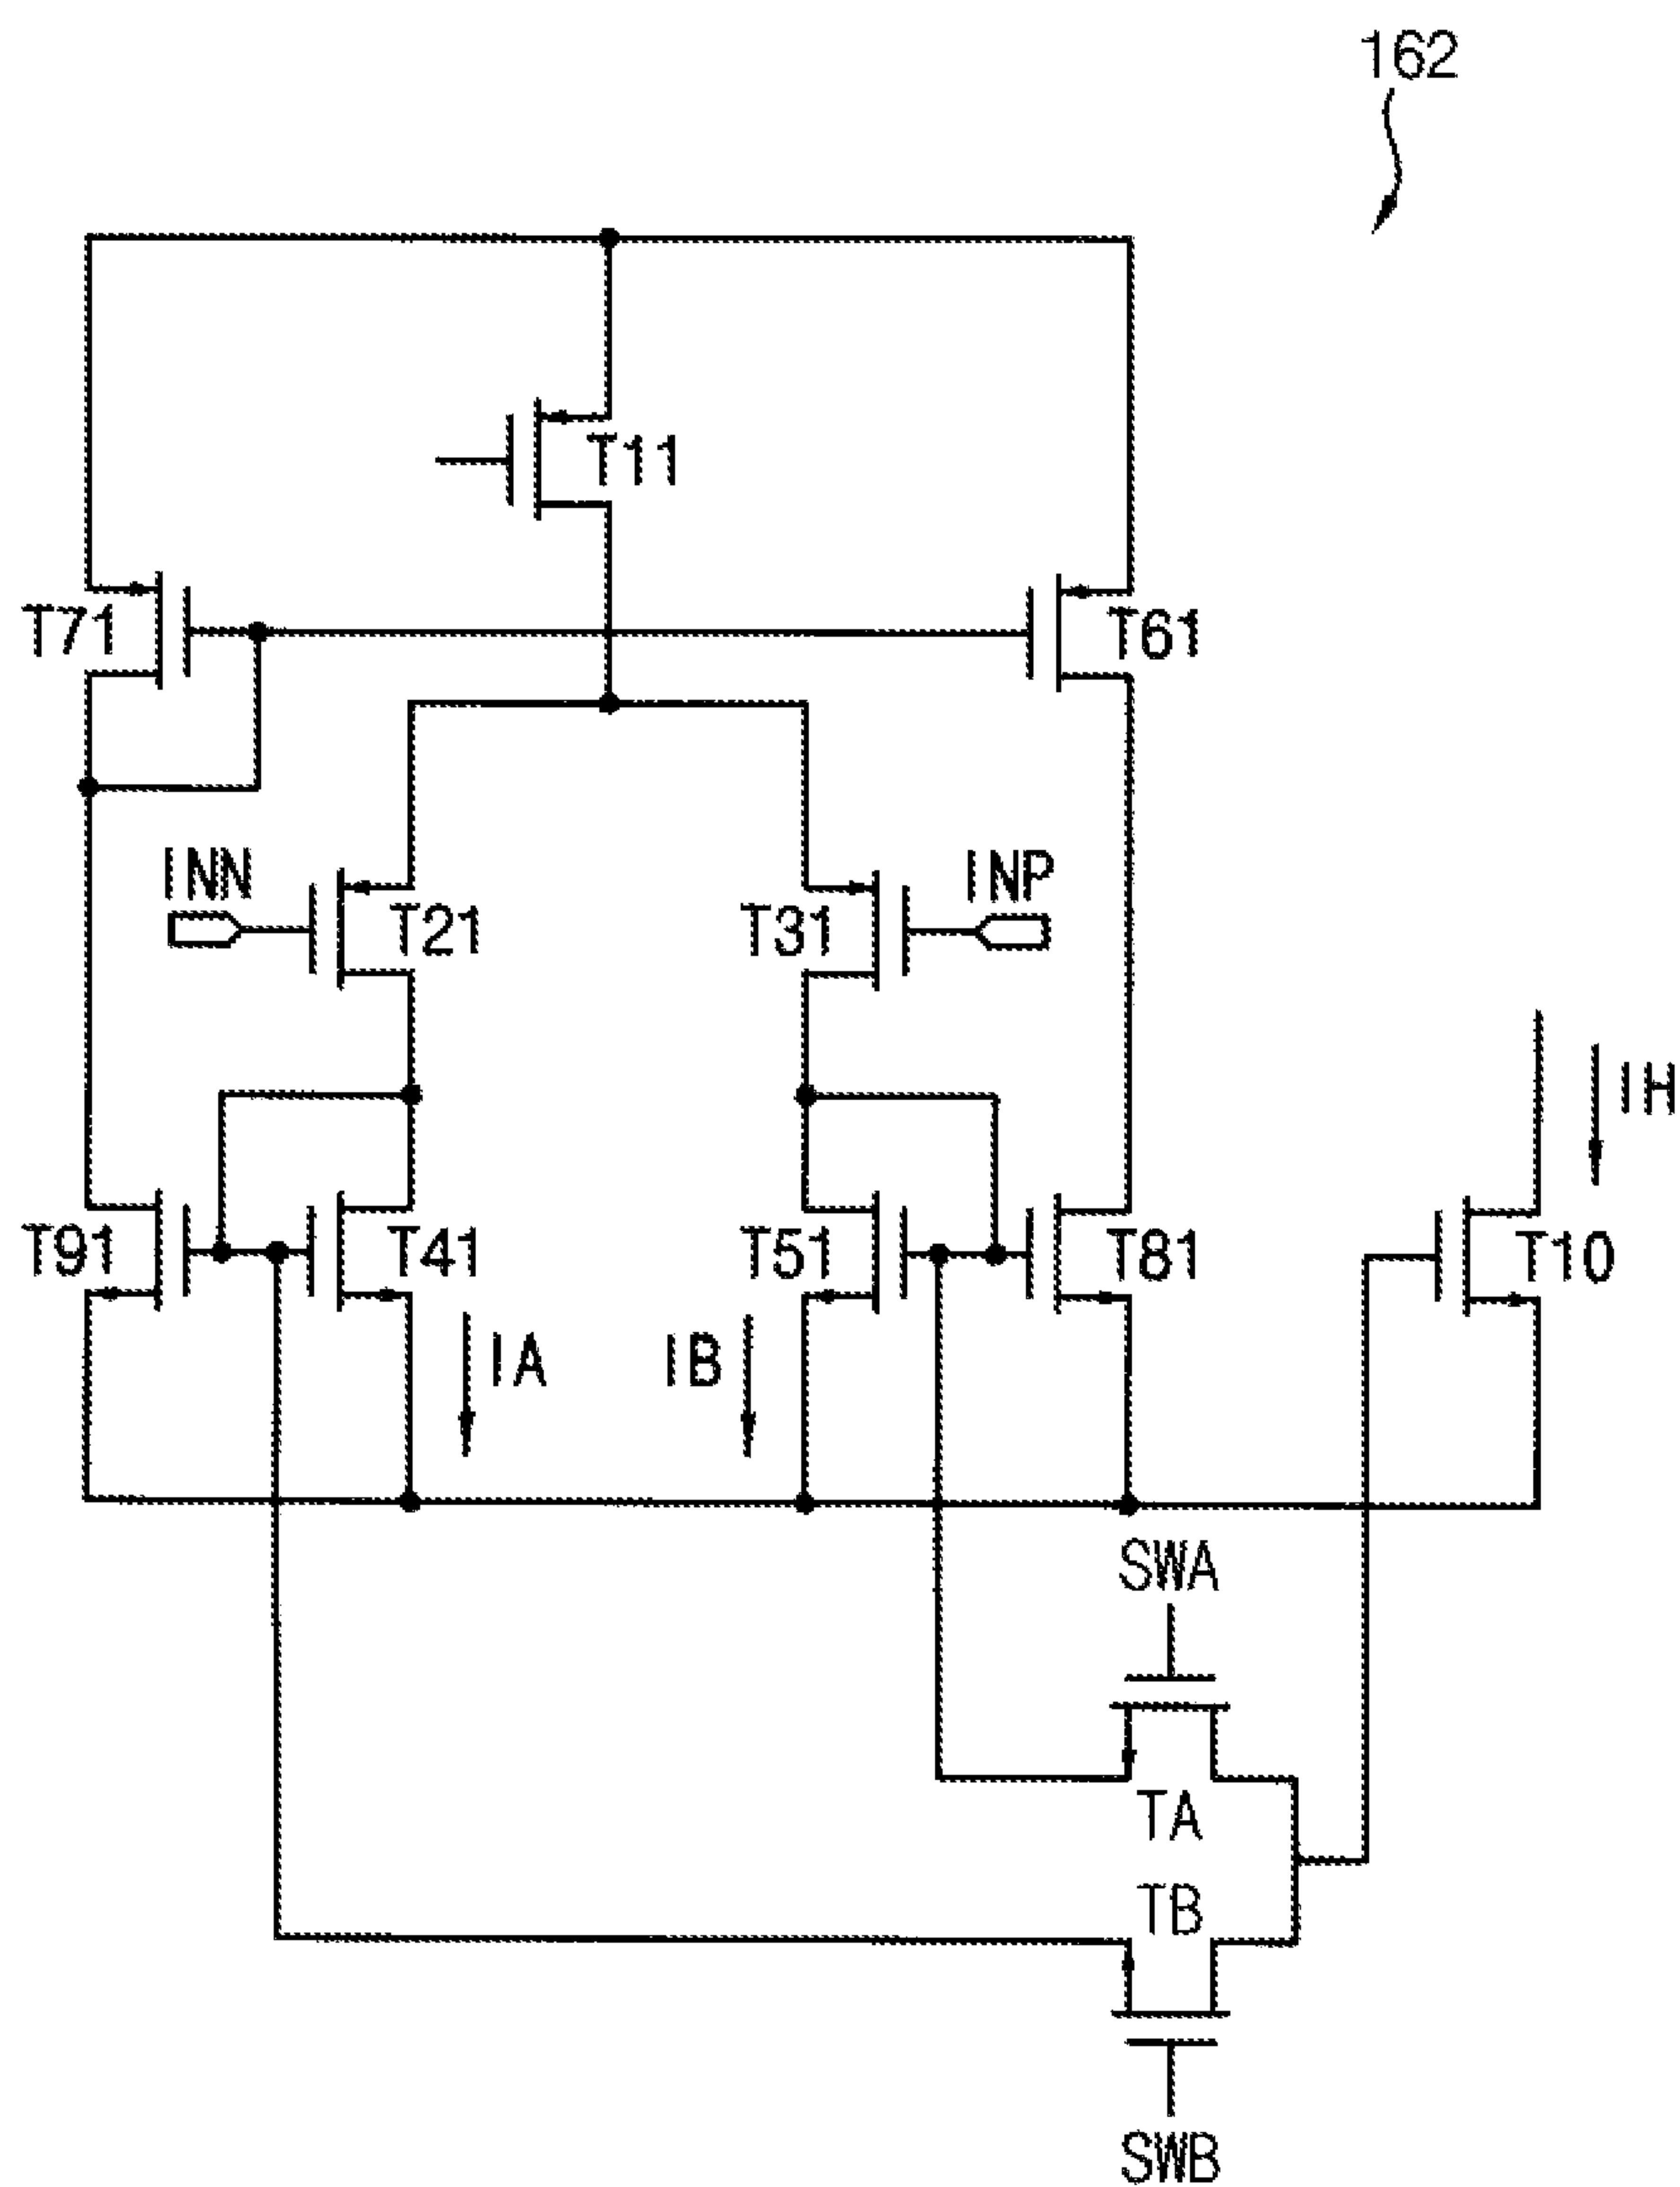 162
T11
T71
T61
INN
INP
T21
T31
IH
T91
T41
T51
T81
T10
IA
IB
SWA
TA
TB
SWB